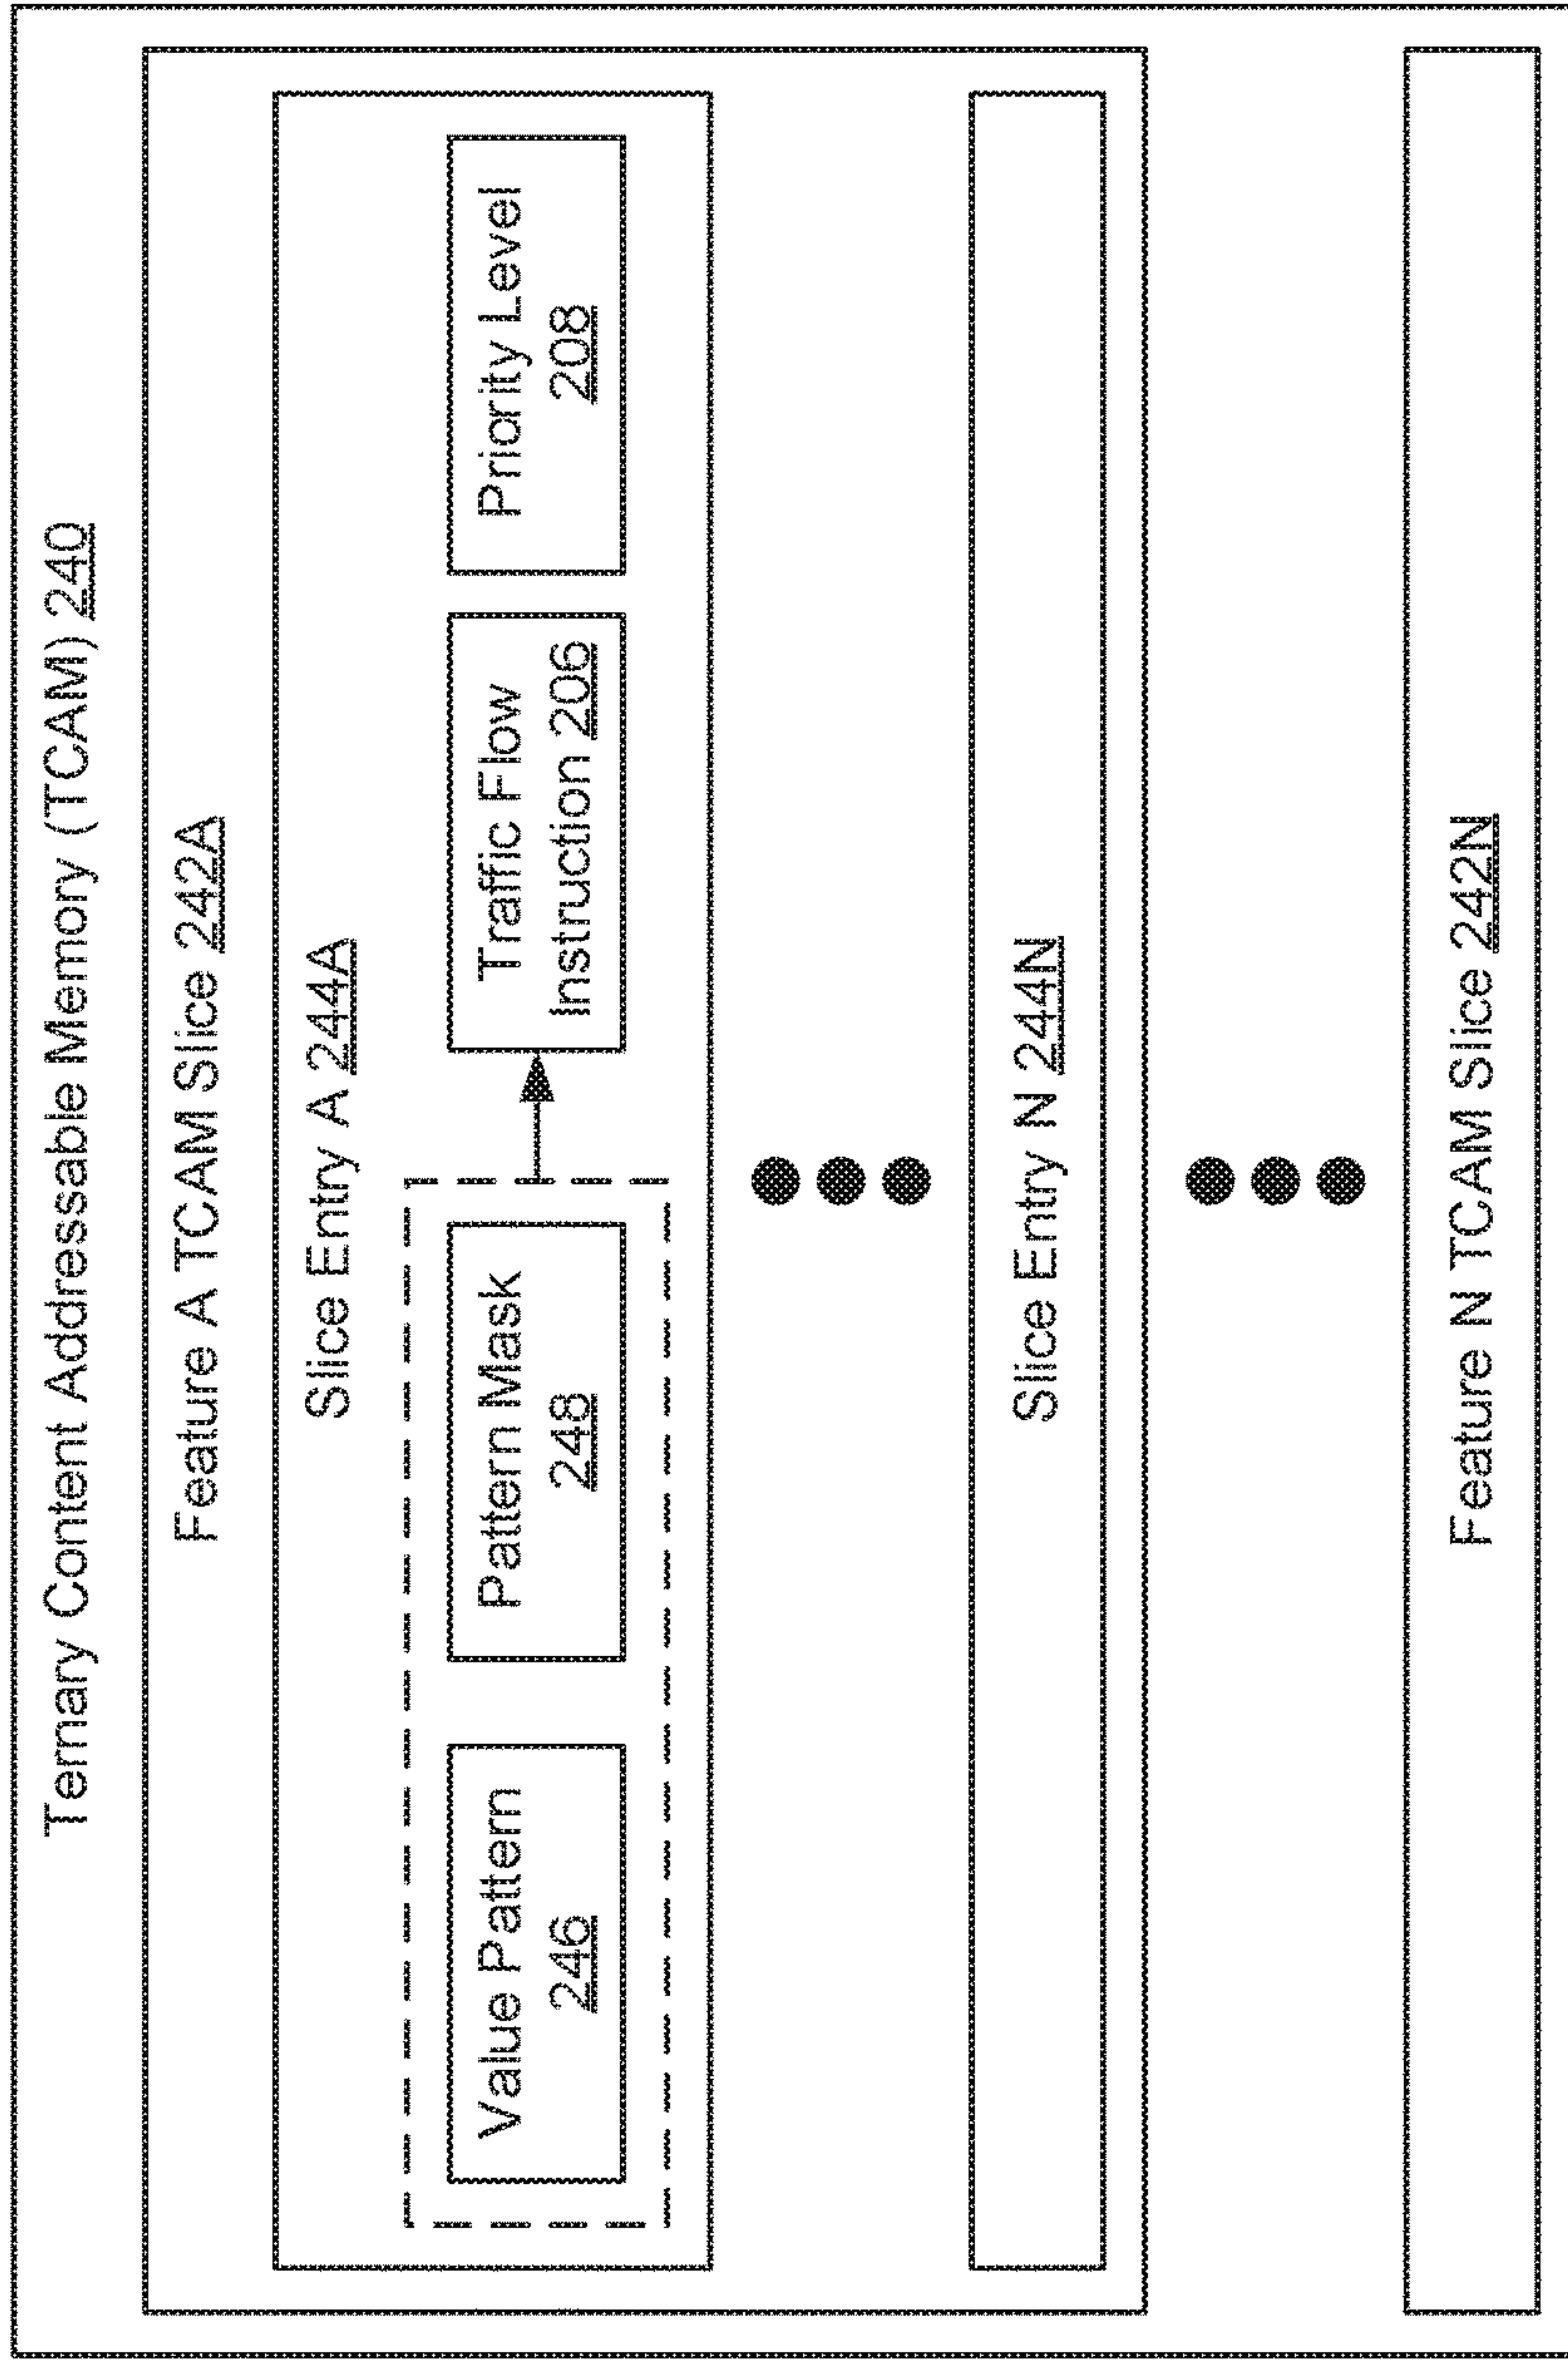 Ternary Content Addressable Memory (TCAM) 240
Feature A TCAM Slice 242A
Slice Entry A 244A
Value Pattern
246
Pattern Mask
248
Traffic Flow
Instruction 206
Priority Level
208
Slice Entry N 244N
Feature N TCAM Slice 242N